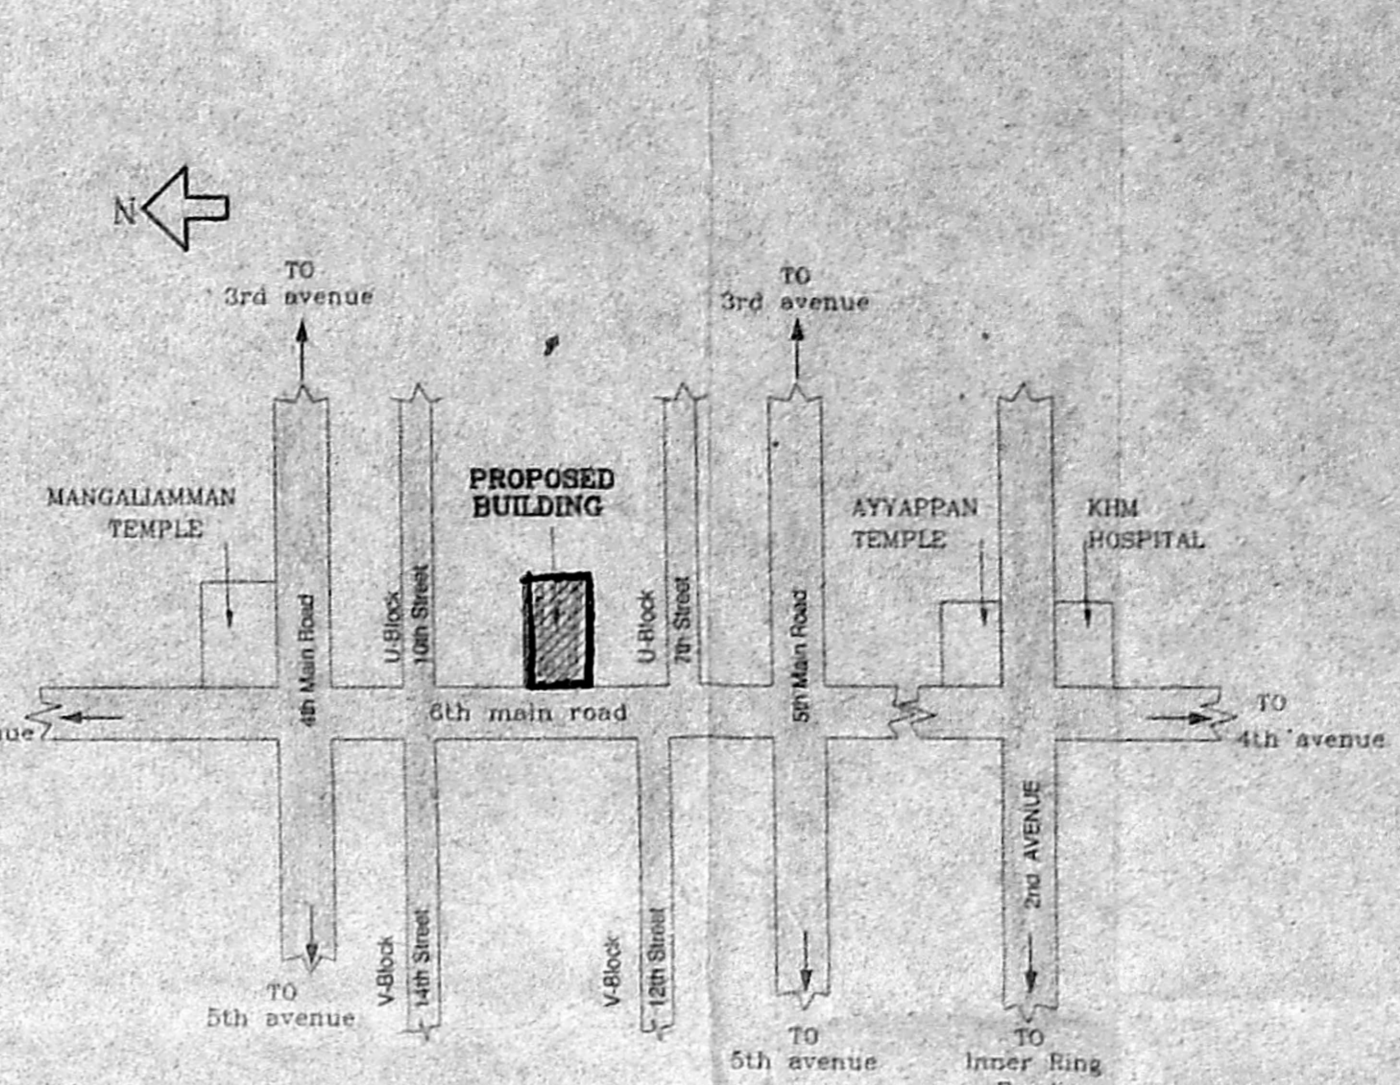 N
TO
3rd avenue
TO
3rd avenue
MANGALIAMMAN
TEMPLE
PROPOSED
BUILDING
AYYAPPAN
TEMPLE
KHM
HOSPITAL
4th Main Road
U-Block
10th Street
U-Block
7th Street
5th Main Road
6th main road
TO
4th avenue
2nd AVENUE
V-Block
14th Street
V-Block
12th Street
TO
5th avenue
TO
5th avenue
TO
Inner Ring